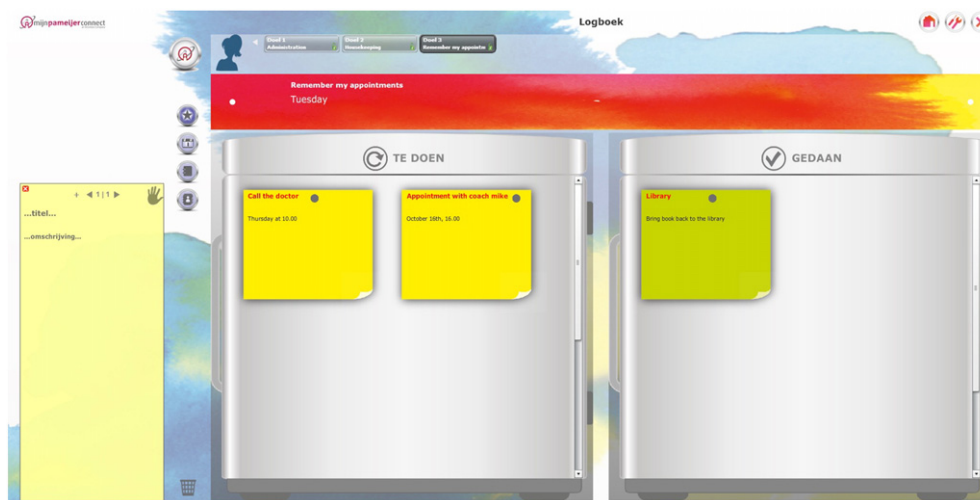 mijnpameijerconnect
Logboek
Doel 1
Administration
Doel 2
Housekeeping
Doel 3
Remember my appointm
Remember my appointments
Tuesday
TE DOEN
GEDAAN
+ 1|1
...titel...
...omschrijving...
Call the doctor
Thursday at 10.00
Appointment with coach mike
October 16th, 16.00
Library
Bring book back to the library